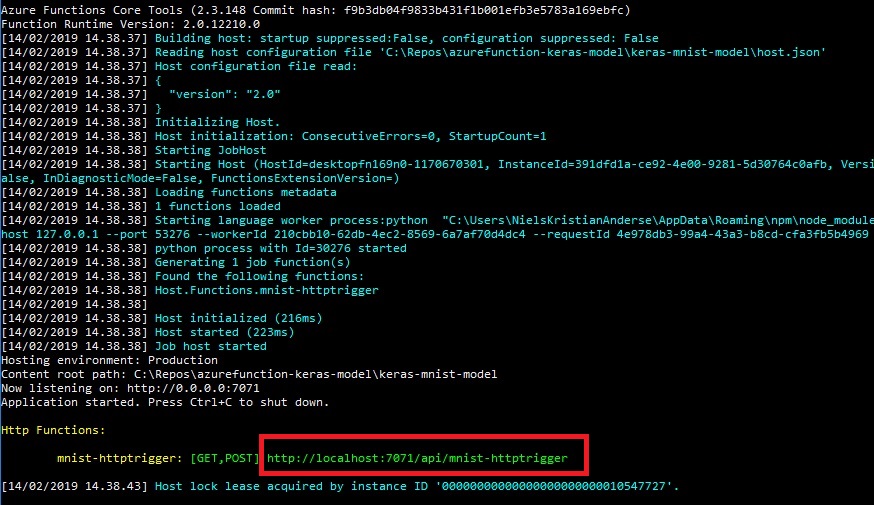 Azure Functions Core Tools (2.3.148 Commit hash: f9b3db04f9833b431f1b001efb3e5783a169ebfc)
Function Runtime Version: 2.0.12210.0
[14/02/2019 14.38.37] Building host: startup suppressed:False, configuration suppressed: False
[14/02/2019 14.38.37] Reading host configuration file 'C:\Repos\azurefunction-keras-model\keras-mnist-model\host.json'
[14/02/2019 14.38.37] Host configuration file read:
[14/02/2019 14.38.37] {
[14/02/2019 14.38.37]   "version": "2.0"
[14/02/2019 14.38.37] }
[14/02/2019 14.38.38] Initializing Host.
[14/02/2019 14.38.38] Host initialization: ConsecutiveErrors=0, StartupCount=1
[14/02/2019 14.38.38] Starting JobHost
[14/02/2019 14.38.38] Starting Host (HostId=desktopfn169n0-1170670301, InstanceId=391dfd1a-ce92-4e00-9281-5d30764c0afb, Versi
alse, InDiagnosticMode=False, FunctionsExtensionVersion=)
[14/02/2019 14.38.38] Loading functions metadata
[14/02/2019 14.38.38] 1 functions loaded
[14/02/2019 14.38.38] Starting language worker process:python  "C:\Users\NielsKristianAnderse\AppData\Roaming\npm\node_module
host 127.0.0.1 --port 53276 --workerId 210cbb10-62db-4ec2-8569-6a7af70d4dc4 --requestId 4e978db3-99a4-43a3-b8cd-cfa3fb5b4969
[14/02/2019 14.38.38] python process with Id=30276 started
[14/02/2019 14.38.38] Generating 1 job function(s)
[14/02/2019 14.38.38] Found the following functions:
[14/02/2019 14.38.38] Host.Functions.mnist-httptrigger
[14/02/2019 14.38.38]
[14/02/2019 14.38.38] Host initialized (216ms)
[14/02/2019 14.38.38] Host started (223ms)
[14/02/2019 14.38.38] Job host started
Hosting environment: Production
Content root path: C:\Repos\azurefunction-keras-model\keras-mnist-model
Now listening on: http://0.0.0.0:7071
Application started. Press Ctrl+C to shut down.
Http Functions:
mnist-httptrigger: [GET,POST] http://localhost:7071/api/mnist-httptrigger
[14/02/2019 14.38.43] Host lock lease acquired by instance ID '00000000000000000000000010547727'.